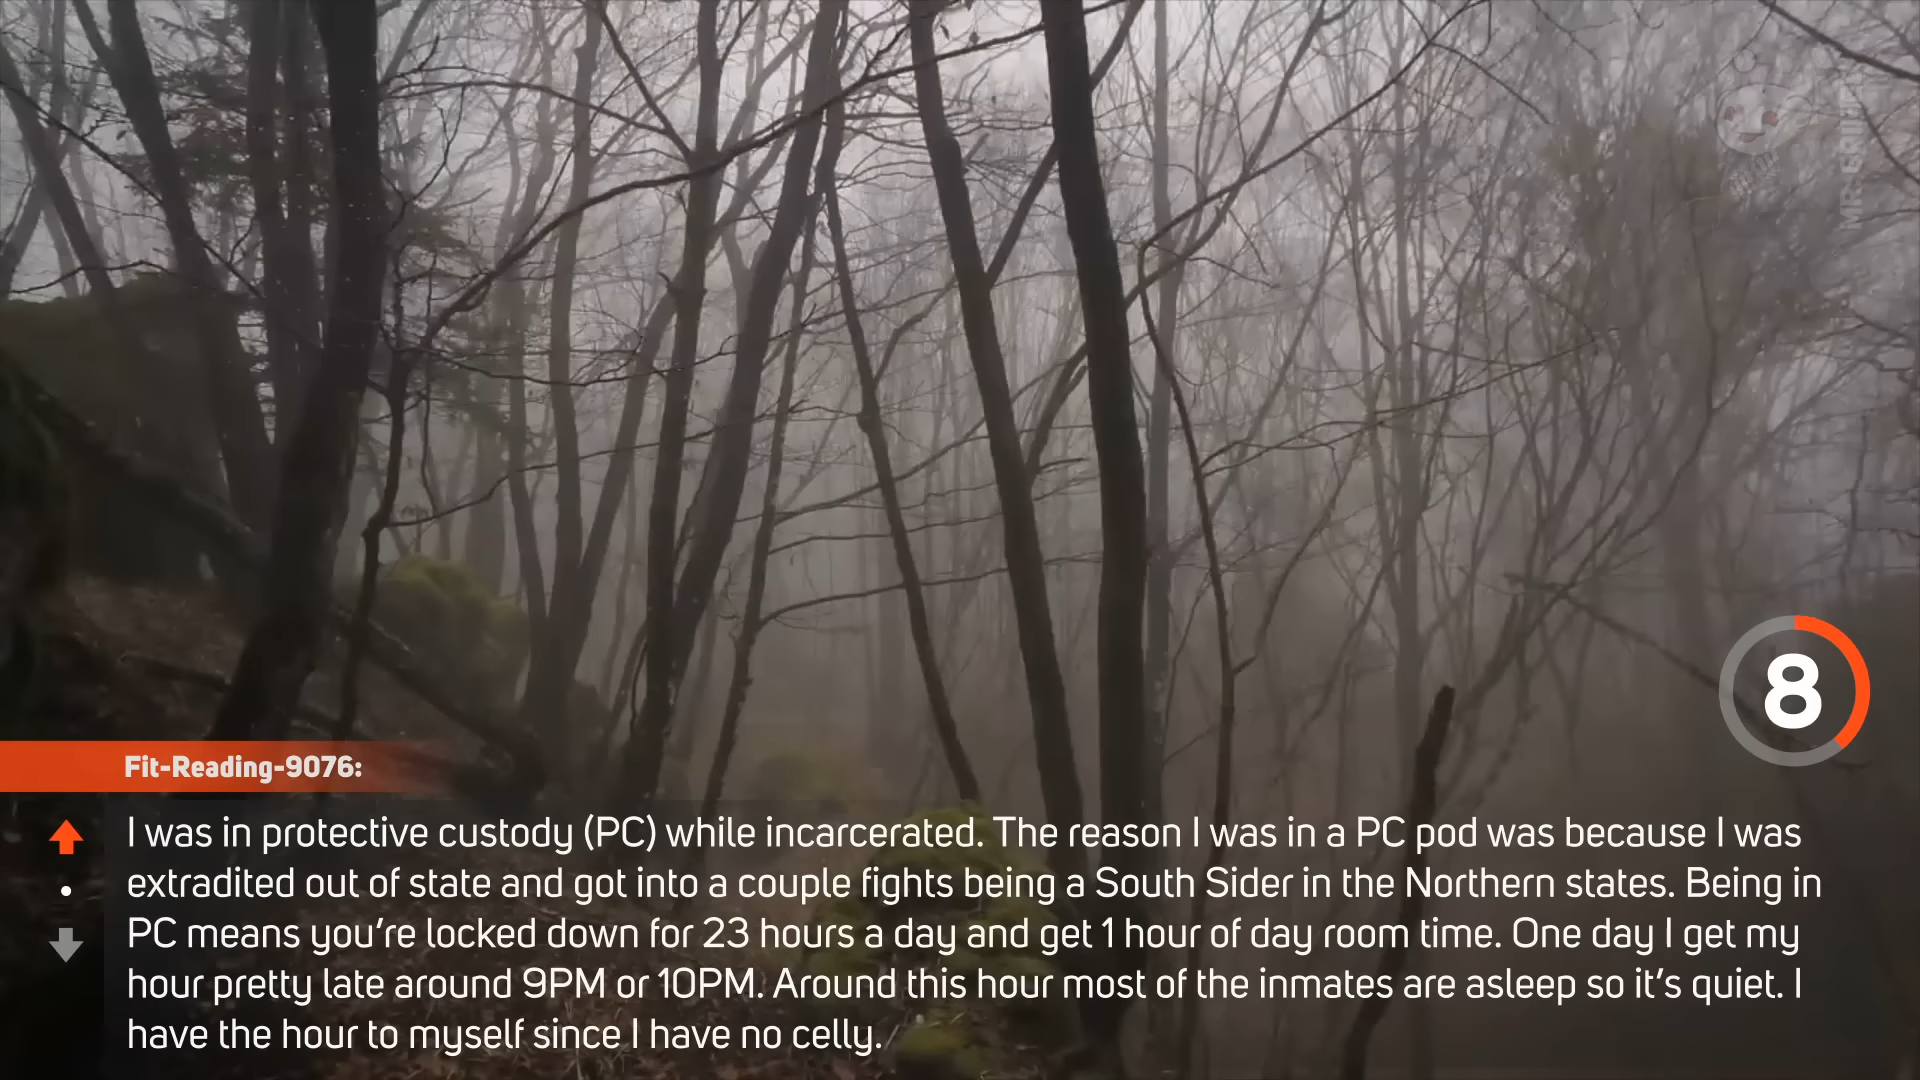 8
Fit-Reading-9076:
I was in protective custody (PC) while incarcerated. The reason I was in a PC pod was because I was
extradited out of state and got into a couple fights being a South Sider in the Northern states. Being in
PC means you're locked down for 23 hours a day and get 1 hour of day room time. One day I get my
hour pretty late around 9PM or 10PM. Around this hour most of the inmates are asleep so it's quiet. I
have the hour to myself since I have no celly.